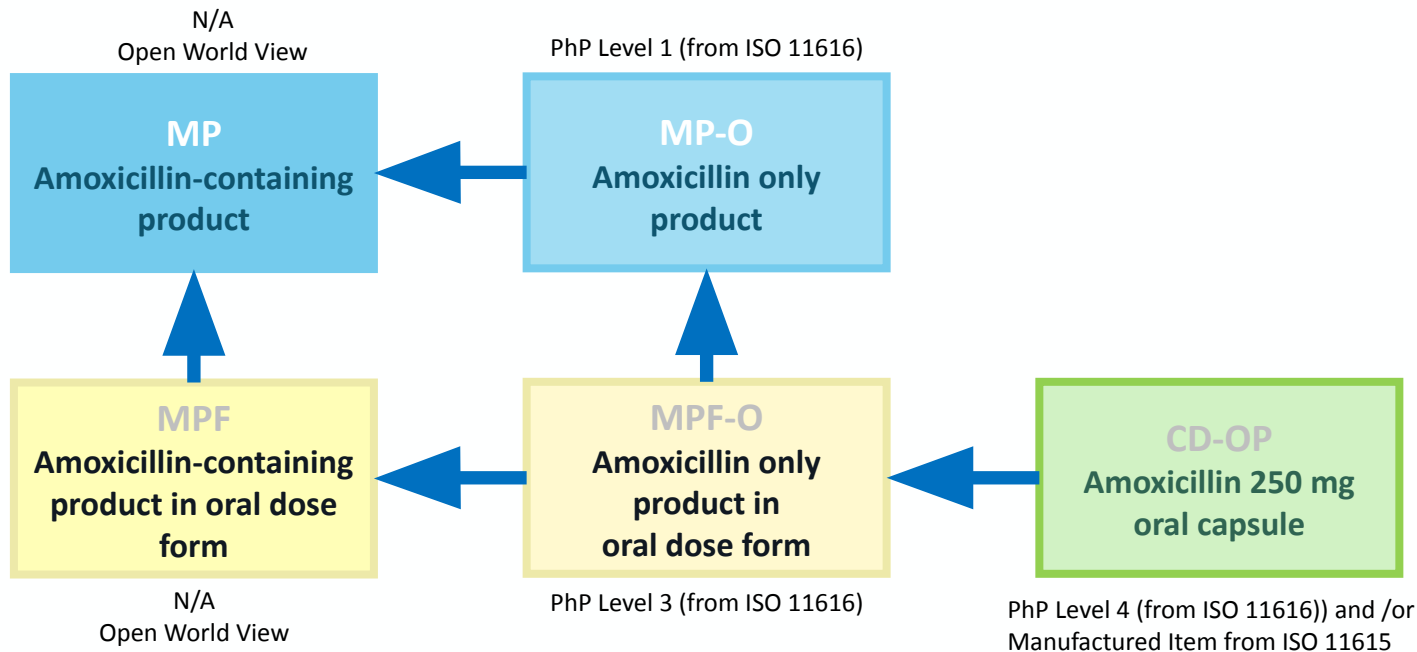 N/A
Open World View
PhP Level 1 (from ISO 11616)
MP
Amoxicillin-containing
product
MP-O
Amoxicillin only
product
MPF
Amoxicillin-containing
product in oral dose
form
MPF-O
Amoxicillin only
product in
oral dose form
CD-OP
Amoxicillin 250 mg
oral capsule
N/A
Open World View
PhP Level 3 (from ISO 11616)
PhP Level 4 (from ISO 11616)) and /or
Manufactured Item from ISO 11615